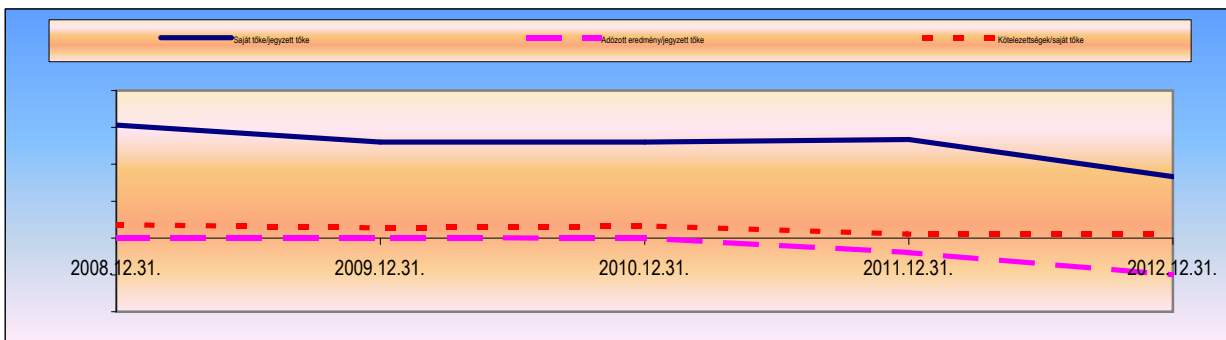 Saját tőke/jegyzett tőke
Adózott eredmény/jegyzett tőke
Kötelezettségek/saját tőke
2008.12.31.
2009.12.31.
2010.12.31.
2011.12.31.
2012.12.31.